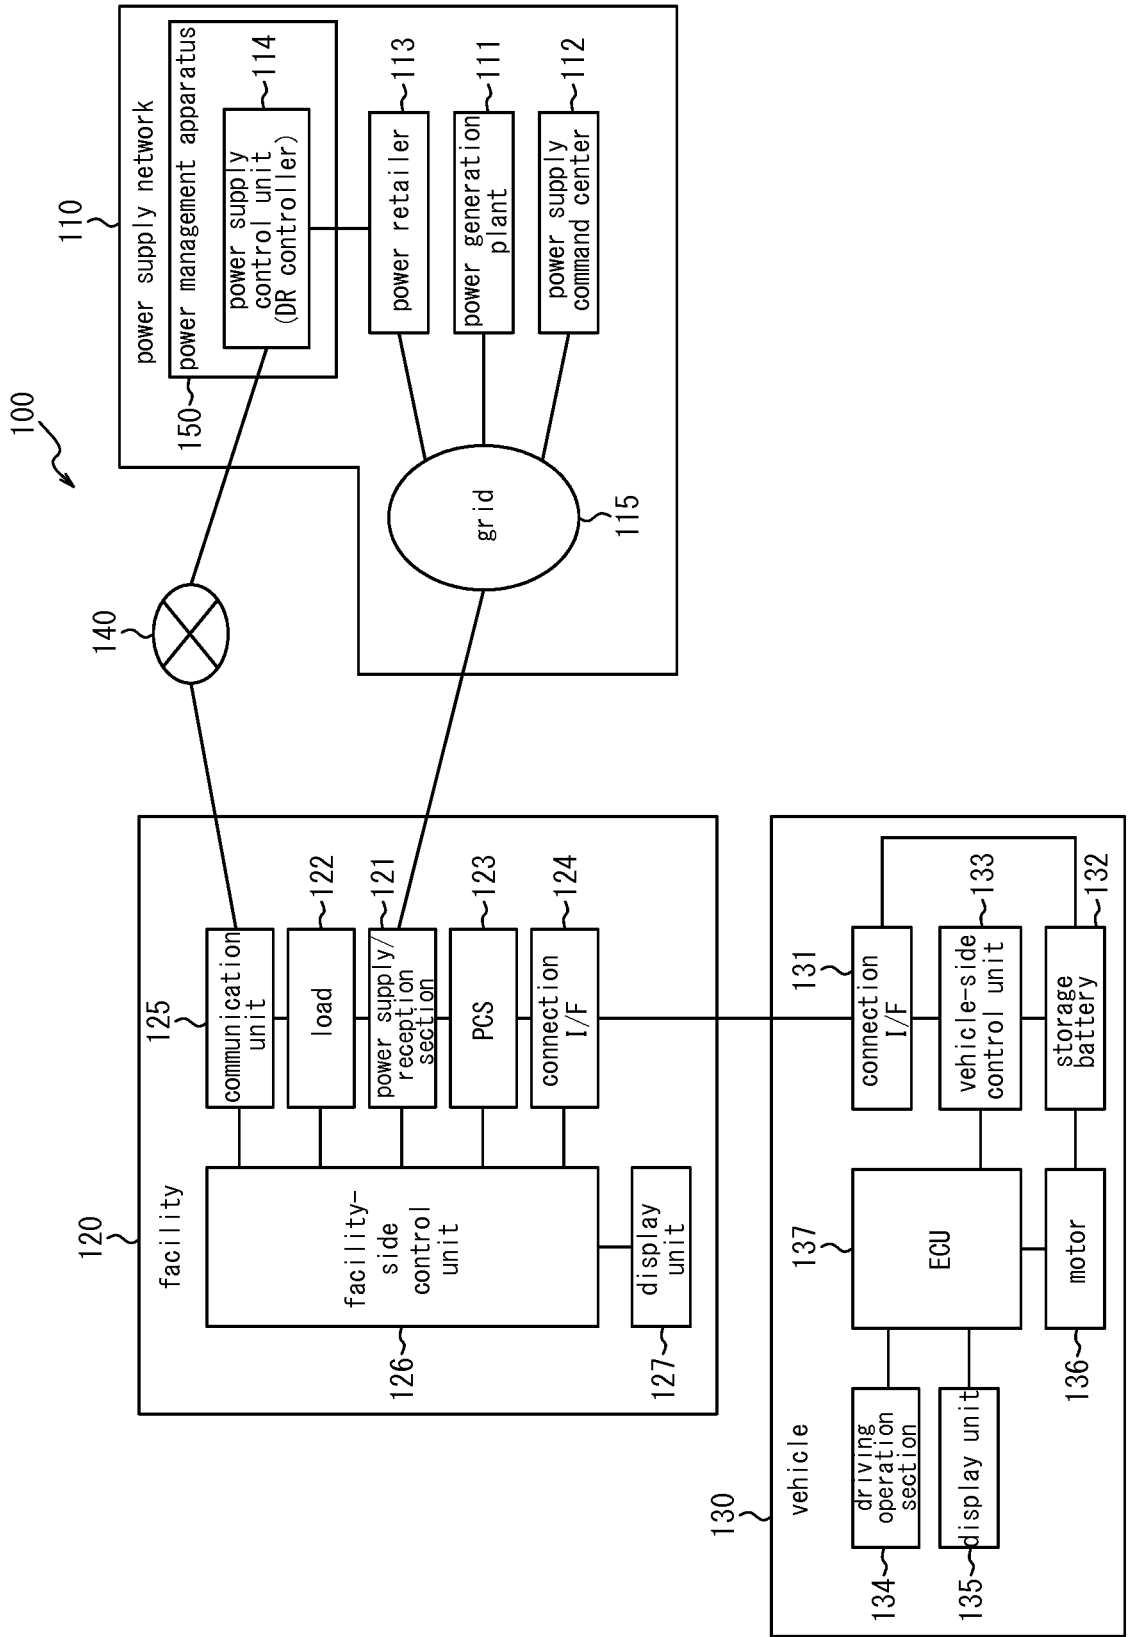 100
110
power supply network
150
power management apparatus
power supply
control unit
(DR controller)
114
power retailer
113
power generation
plant
111
power supply
command center
112
grid
115
140
120
facility
125
communication
unit
load
122
power supply/
reception
section
121
PCS
123
connection
I/F
124
facility-
side
control
unit
126
display
unit
127
130
vehicle
driving
operation
section
134
display unit
135
ECU
137
motor
136
connection
I/F
131
vehicle-side
control unit
133
storage
battery
132